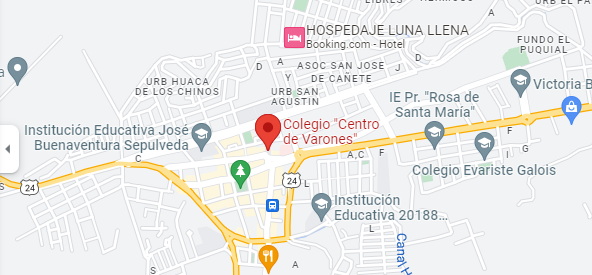 HOSPEDAJE LUNA LLENA
Booking.com - Hotel
FUNDO EL
PUQUIAL
D
A
Y
ASOC SAN JOSE
DE CAÑETE
URB HUACA
DE LOS CHINOS
D
URB SAN
AGUSTIN
Victoria B
IE Pr. "Rosa de
Santa María"
Colegio "Centro
de Varones"
Institución Educativa José
Buenaventura Sepulveda
F
F
A,C
L
I
G
Colegio Evariste Galois
24
24
Institución
Educativa 20188...
D
A
Canal H